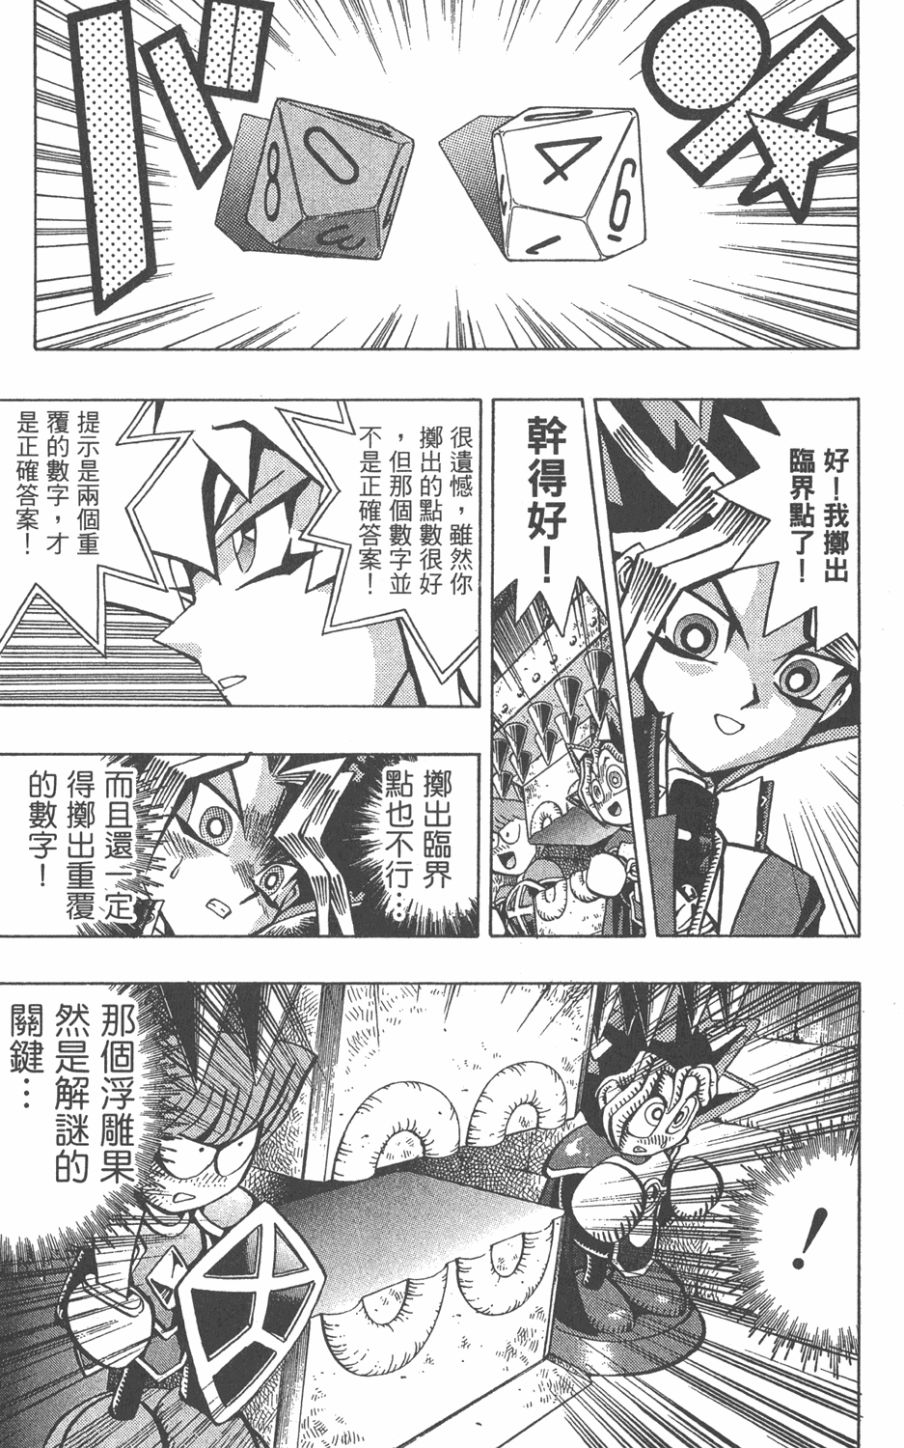 バン
0
8
3
4
9
1
好！我擲出
臨界點了！
幹得好！
很遺憾，雖然你
擲出的點數很好
，但那個數字並
不是正確答案！
提示是兩個重
覆的數字，才
是正確答案！
擲出臨界
點也不行…
而且還一定
得擲出重覆
的數字！
！
那個浮雕果
然是解謎的
關鍵…